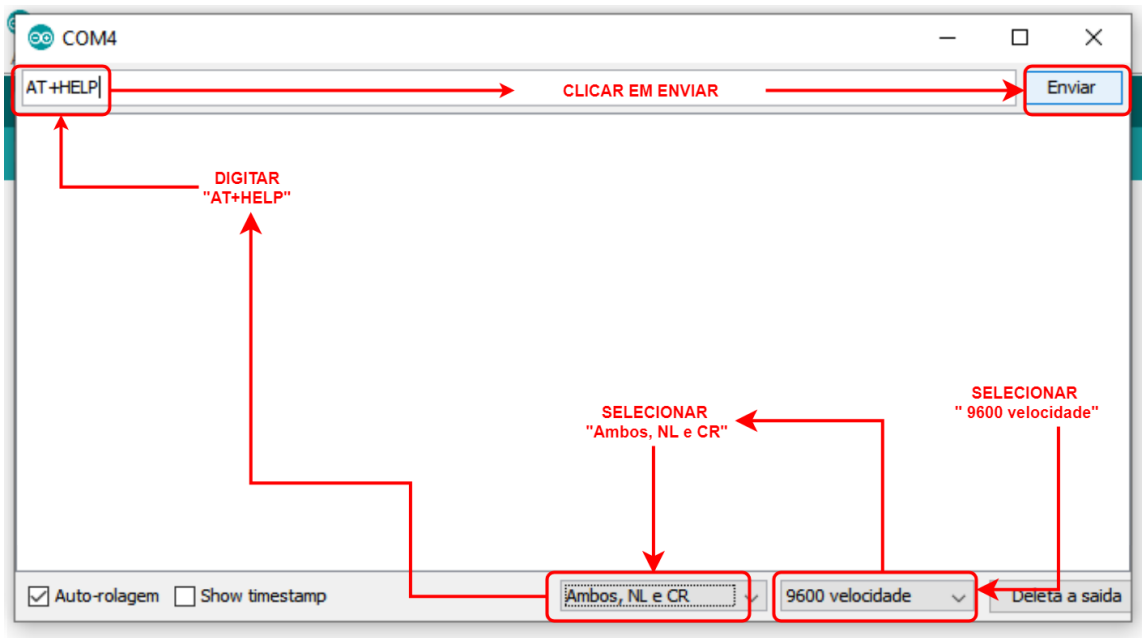 COM4
AT+HELP
CLICAR EM ENVIAR
Enviar
DIGITAR
"AT+HELP"
SELECIONAR
" 9600 velocidade"
SELECIONAR
"Ambos, NL e CR"
Auto-rolagem
Show timestamp
Ambos, NL e CR
9600 velocidade
Deleta a saida